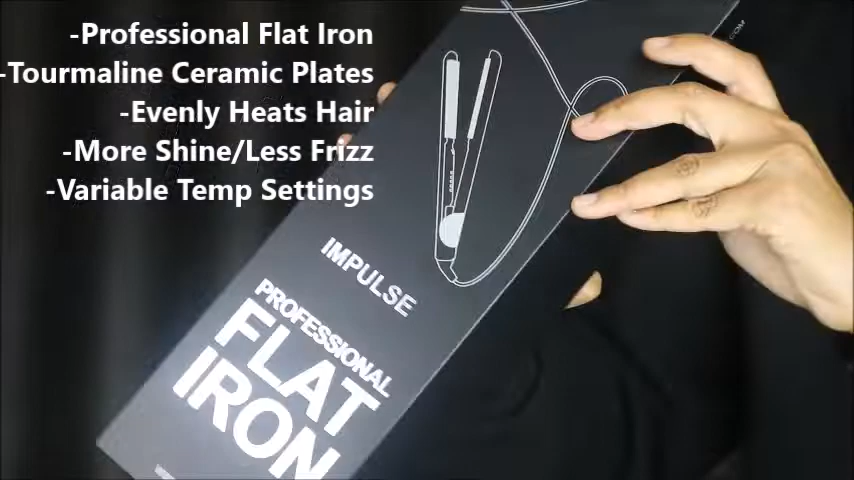 -Professional Flat Iron
-Tourmaline Ceramic Plates
-Evenly Heats Hair
-More Shine/Less Frizz
-Variable Temp Settings
IMPULSE
PROFESSIONAL
FLAT
IRON
.COM